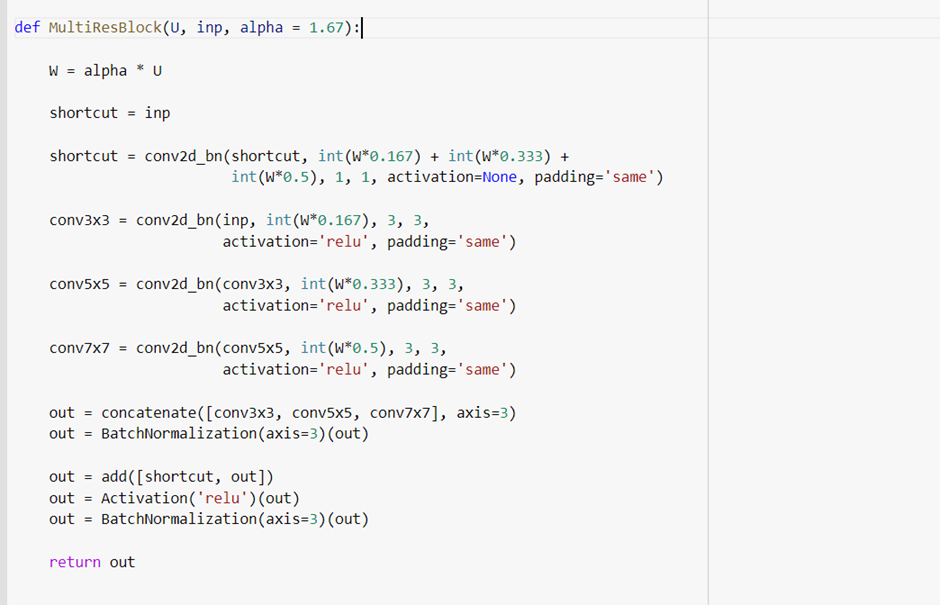 def MultiResBlock(U, inp, alpha = 1.67):
W = alpha * U
shortcut = inp
shortcut = conv2d_bn(shortcut, int(W*0.167) + int(W*0.333) +
int(W*0.5), 1, 1, activation=None, padding='same')
conv3x3 = conv2d_bn(inp, int(W*0.167), 3, 3,
activation='relu', padding='same')
conv5x5 = conv2d_bn(conv3x3, int(W*0.333), 3, 3,
activation='relu', padding='same')
conv7x7 = conv2d_bn(conv5x5, int(W*0.5), 3, 3,
activation='relu', padding='same')
out = concatenate([conv3x3, conv5x5, conv7x7], axis=3)
out = BatchNormalization(axis=3)(out)
out = add([shortcut, out])
out = Activation('relu')(out)
out = BatchNormalization(axis=3)(out)
return out